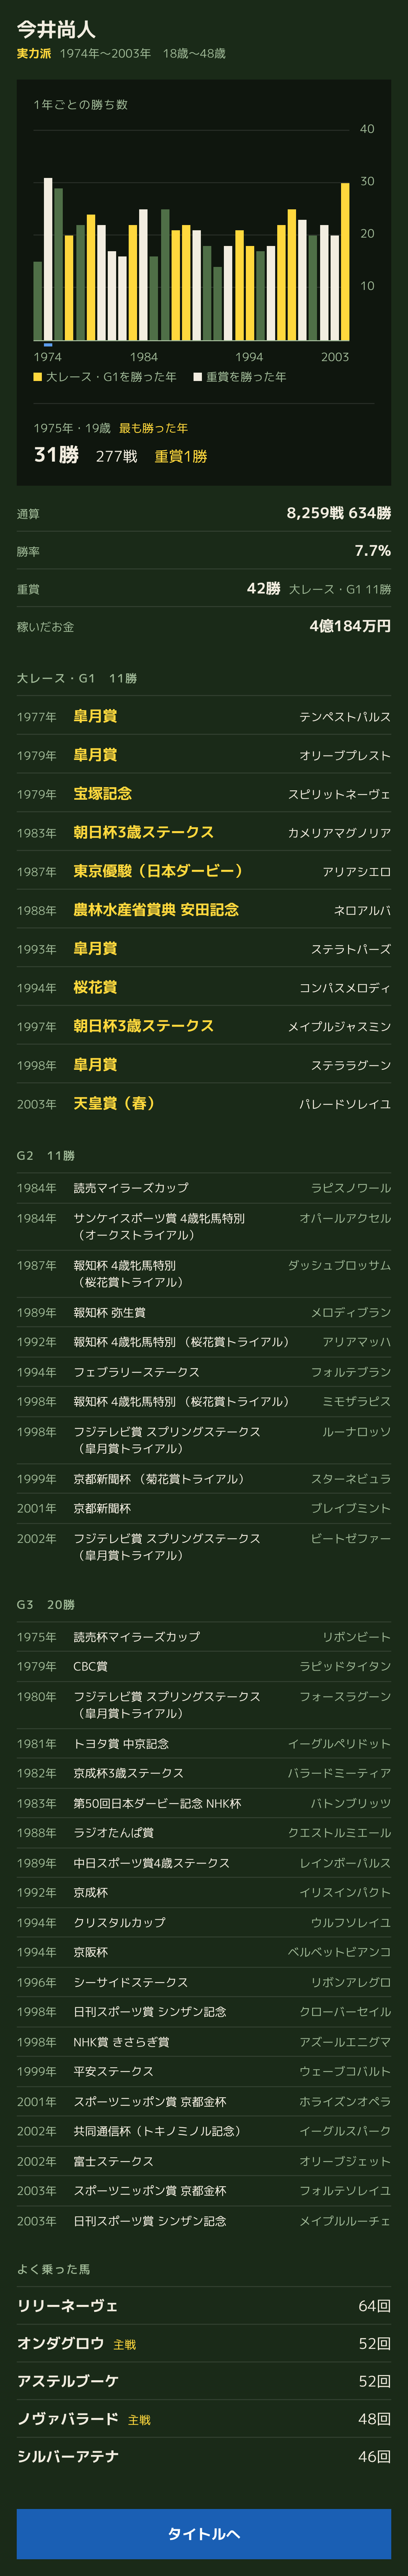 今井尚人
実力派 1974年〜2003年 18歳〜48歳
1年ごとの勝ち数
40
30
20
10
1974 1984 1994 2003
大レース・G1を勝った年 重賞を勝った年
1975年・19歳 最も勝った年
31勝 277戦 重賞1勝
通算 8,259戦 634勝
勝率 7.7%
重賞 42勝 大レース・G1 11勝
稼いだお金 4億184万円
大レース・G1 11勝
1977年 皐月賞 テンペストパルス
1979年 皐月賞 オリーブプレスト
1979年 宝塚記念 スピリットネーヴェ
1983年 朝日杯3歳ステークス カメリアマグノリア
1987年 東京優駿（日本ダービー） アリアシエロ
1988年 農林水産省賞典 安田記念 ネロアルバ
1993年 皐月賞 ステラトパーズ
1994年 桜花賞 コンパスメロディ
1997年 朝日杯3歳ステークス メイプルジャスミン
1998年 皐月賞 ステララグーン
2003年 天皇賞（春） パレードソレイユ
G2 11勝
1984年 読売マイラーズカップ ラピスノワール
1984年 サンケイスポーツ賞 4歳牝馬特別 オパールアクセル
（オークストライアル）
1987年 報知杯 4歳牝馬特別 ダッシュブロッサム
（桜花賞トライアル）
1989年 報知杯 弥生賞 メロディブラン
1992年 報知杯 4歳牝馬特別 （桜花賞トライアル） アリアマッハ
1994年 フェブラリーステークス フォルテブラン
1998年 報知杯 4歳牝馬特別 （桜花賞トライアル） ミモザラピス
1998年 フジテレビ賞 スプリングステークス ルーナロッソ
（皐月賞トライアル）
1999年 京都新聞杯 （菊花賞トライアル） スターネビュラ
2001年 京都新聞杯 ブレイブミント
2002年 フジテレビ賞 スプリングステークス ビートゼファー
（皐月賞トライアル）
G3 20勝
1975年 読売杯マイラーズカップ リボンビート
1979年 CBC賞 ラピッドタイタン
1980年 フジテレビ賞 スプリングステークス フォースラグーン
（皐月賞トライアル）
1981年 トヨタ賞 中京記念 イーグルペリドット
1982年 京成杯3歳ステークス バラードミーティア
1983年 第50回日本ダービー記念 NHK杯 バトンブリッツ
1988年 ラジオたんぱ賞 クエストルミエール
1989年 中日スポーツ賞4歳ステークス レインボーパルス
1992年 京成杯 イリスインパクト
1994年 クリスタルカップ ウルフソレイユ
1994年 京阪杯 ベルベットビアンコ
1996年 シーサイドステークス リボンアレグロ
1998年 日刊スポーツ賞 シンザン記念 クローバーセイル
1998年 NHK賞 きさらぎ賞 アズールエニグマ
1999年 平安ステークス ウェーブコバルト
2001年 スポーツニッポン賞 京都金杯 ホライズンオペラ
2002年 共同通信杯（トキノミノル記念） イーグルスパーク
2002年 富士ステークス オリーブジェット
2003年 スポーツニッポン賞 京都金杯 フォルテソレイユ
2003年 日刊スポーツ賞 シンザン記念 メイプルルーチェ
よく乗った馬
リリーネーヴェ 64回
オンダグロウ 主戦 52回
アステルブーケ 52回
ノヴァバラード 主戦 48回
シルバーアテナ 46回
タイトルへ